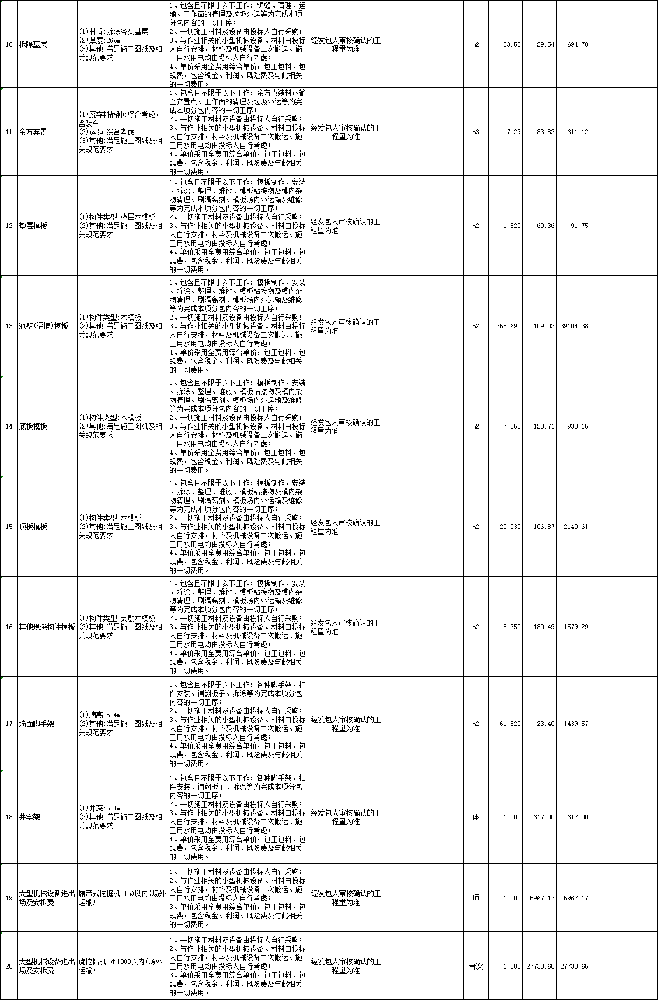 10
拆除基层
(1)材质:拆除各类基层
(2)厚度:26cm
(3)其他:满足施工图纸及相
关规范要求
1、包含且不限于以下工作：锯缝、清理、运
输、工作面的清理及垃圾外运等为完成本项
分包内容的一切工序；
2、一切施工材料及设备由投标人自行采购；
3、与作业相关的小型机械设备、材料由投标
人自行安排，材料及机械设备二次搬运、施
工用水用电均由投标人自行考虑；
4、单价采用全费用综合单价，包工包料、包
规费，包含税金、利润、风险费及与此相关
的一切费用。
经发包人审核确认的工
程量为准
m2
23.52
29.54
694.78
11
余方弃置
(1)废弃料品种:综合考虑,
含装车
(2)运距:综合考虑
(3)其他:满足施工图纸及相
关规范要求
1、包含且不限于以下工作：余方点装料运输
至弃置点、工作面的清理及垃圾外运等为完
成本项分包内容的一切工序；
2、一切施工材料及设备由投标人自行采购；
3、与作业相关的小型机械设备、材料由投标
人自行安排，材料及机械设备二次搬运、施
工用水用电均由投标人自行考虑；
4、单价采用全费用综合单价，包工包料、包
规费，包含税金、利润、风险费及与此相关
的一切费用。
经发包人审核确认的工
程量为准
m3
7.29
83.83
611.12
12
垫层模板
(1)构件类型:垫层木模板
(2)其他:满足施工图纸及相
关规范要求
1、包含且不限于以下工作：模板制作、安装
、拆除、整理、堆放、模板粘接物及模内杂
物清理、刷隔离剂、模板场内外运输及维修
等为完成本项分包内容的一切工序；
2、一切施工材料及设备由投标人自行采购；
3、与作业相关的小型机械设备、材料由投标
人自行安排，材料及机械设备二次搬运、施
工用水用电均由投标人自行考虑；
4、单价采用全费用综合单价，包工包料、包
规费，包含税金、利润、风险费及与此相关
的一切费用。
经发包人审核确认的工
程量为准
m2
1.520
60.36
91.75
13
池壁(隔墙)模板
(1)构件类型:木模板
(2)其他:满足施工图纸及相
关规范要求
1、包含且不限于以下工作：模板制作、安装
、拆除、整理、堆放、模板粘接物及模内杂
物清理、刷隔离剂、模板场内外运输及维修
等为完成本项分包内容的一切工序；
2、一切施工材料及设备由投标人自行采购；
3、与作业相关的小型机械设备、材料由投标
人自行安排，材料及机械设备二次搬运、施
工用水用电均由投标人自行考虑；
4、单价采用全费用综合单价，包工包料、包
规费，包含税金、利润、风险费及与此相关
的一切费用。
经发包人审核确认的工
程量为准
m2
358.690
109.02
39104.38
14
底板模板
(1)构件类型:木模板
(2)其他:满足施工图纸及相
关规范要求
1、包含且不限于以下工作：模板制作、安装
、拆除、整理、堆放、模板粘接物及模内杂
物清理、刷隔离剂、模板场内外运输及维修
等为完成本项分包内容的一切工序；
2、一切施工材料及设备由投标人自行采购；
3、与作业相关的小型机械设备、材料由投标
人自行安排，材料及机械设备二次搬运、施
工用水用电均由投标人自行考虑；
4、单价采用全费用综合单价，包工包料、包
规费，包含税金、利润、风险费及与此相关
的一切费用。
经发包人审核确认的工
程量为准
m2
7.250
128.71
933.15
15
顶板模板
(1)构件类型:木模板
(2)其他:满足施工图纸及相
关规范要求
1、包含且不限于以下工作：模板制作、安装
、拆除、整理、堆放、模板粘接物及模内杂
物清理、刷隔离剂、模板场内外运输及维修
等为完成本项分包内容的一切工序；
2、一切施工材料及设备由投标人自行采购；
3、与作业相关的小型机械设备、材料由投标
人自行安排，材料及机械设备二次搬运、施
工用水用电均由投标人自行考虑；
4、单价采用全费用综合单价，包工包料、包
规费，包含税金、利润、风险费及与此相关
的一切费用。
经发包人审核确认的工
程量为准
m2
20.030
106.87
2140.61
16
其他现浇构件模板
(1)构件类型:支墩木模板
(2)其他:满足施工图纸及相
关规范要求
1、包含且不限于以下工作：模板制作、安装
、拆除、整理、堆放、模板粘接物及模内杂
物清理、刷隔离剂、模板场内外运输及维修
等为完成本项分包内容的一切工序；
2、一切施工材料及设备由投标人自行采购；
3、与作业相关的小型机械设备、材料由投标
人自行安排，材料及机械设备二次搬运、施
工用水用电均由投标人自行考虑；
4、单价采用全费用综合单价，包工包料、包
规费，包含税金、利润、风险费及与此相关
的一切费用。
经发包人审核确认的工
程量为准
m2
8.750
180.49
1579.29
17
墙面脚手架
(1)墙高:5.4m
(2)其他:满足施工图纸及相
关规范要求
1、包含且不限于以下工作：各种脚手架、扣
件安装、铺翻板子、拆除等为完成本项分包
内容的一切工序；
2、一切施工材料及设备由投标人自行采购；
3、与作业相关的小型机械设备、材料由投标
人自行安排，材料及机械设备二次搬运、施
工用水用电均由投标人自行考虑；
4、单价采用全费用综合单价，包工包料、包
规费，包含税金、利润、风险费及与此相关
的一切费用。
经发包人审核确认的工
程量为准
m2
61.520
23.40
1439.57
18
井字架
(1)井深:5.4m
(2)其他:满足施工图纸及相
关规范要求
1、包含且不限于以下工作：各种脚手架、扣
件安装、铺翻板子、拆除等为完成本项分包
内容的一切工序；
2、一切施工材料及设备由投标人自行采购；
3、与作业相关的小型机械设备、材料由投标
人自行安排，材料及机械设备二次搬运、施
工用水用电均由投标人自行考虑；
4、单价采用全费用综合单价，包工包料、包
规费，包含税金、利润、风险费及与此相关
的一切费用。
经发包人审核确认的工
程量为准
座
1.000
617.00
617.00
19
大型机械设备进出
场及安拆费
履带式挖掘机 1m3以内(场外
运输)
1、一切施工材料及设备由投标人自行采购；
2、与作业相关的小型机械设备、材料由投标
人自行安排，材料及机械设备二次搬运、施
工用水用电均由投标人自行考虑；
3、单价采用全费用综合单价，包工包料、包
规费，包含税金、利润、风险费及与此相关
的一切费用。
经发包人审核确认的工
程量为准
项
1.000
5967.17
5967.17
20
大型机械设备进出
场及安拆费
旋挖钻机 φ1000以内(场外
运输)
1、一切施工材料及设备由投标人自行采购；
2、与作业相关的小型机械设备、材料由投标
人自行安排，材料及机械设备二次搬运、施
工用水用电均由投标人自行考虑；
3、单价采用全费用综合单价，包工包料、包
规费，包含税金、利润、风险费及与此相关
的一切费用。
经发包人审核确认的工
程量为准
台次
1.000
27730.65
27730.65